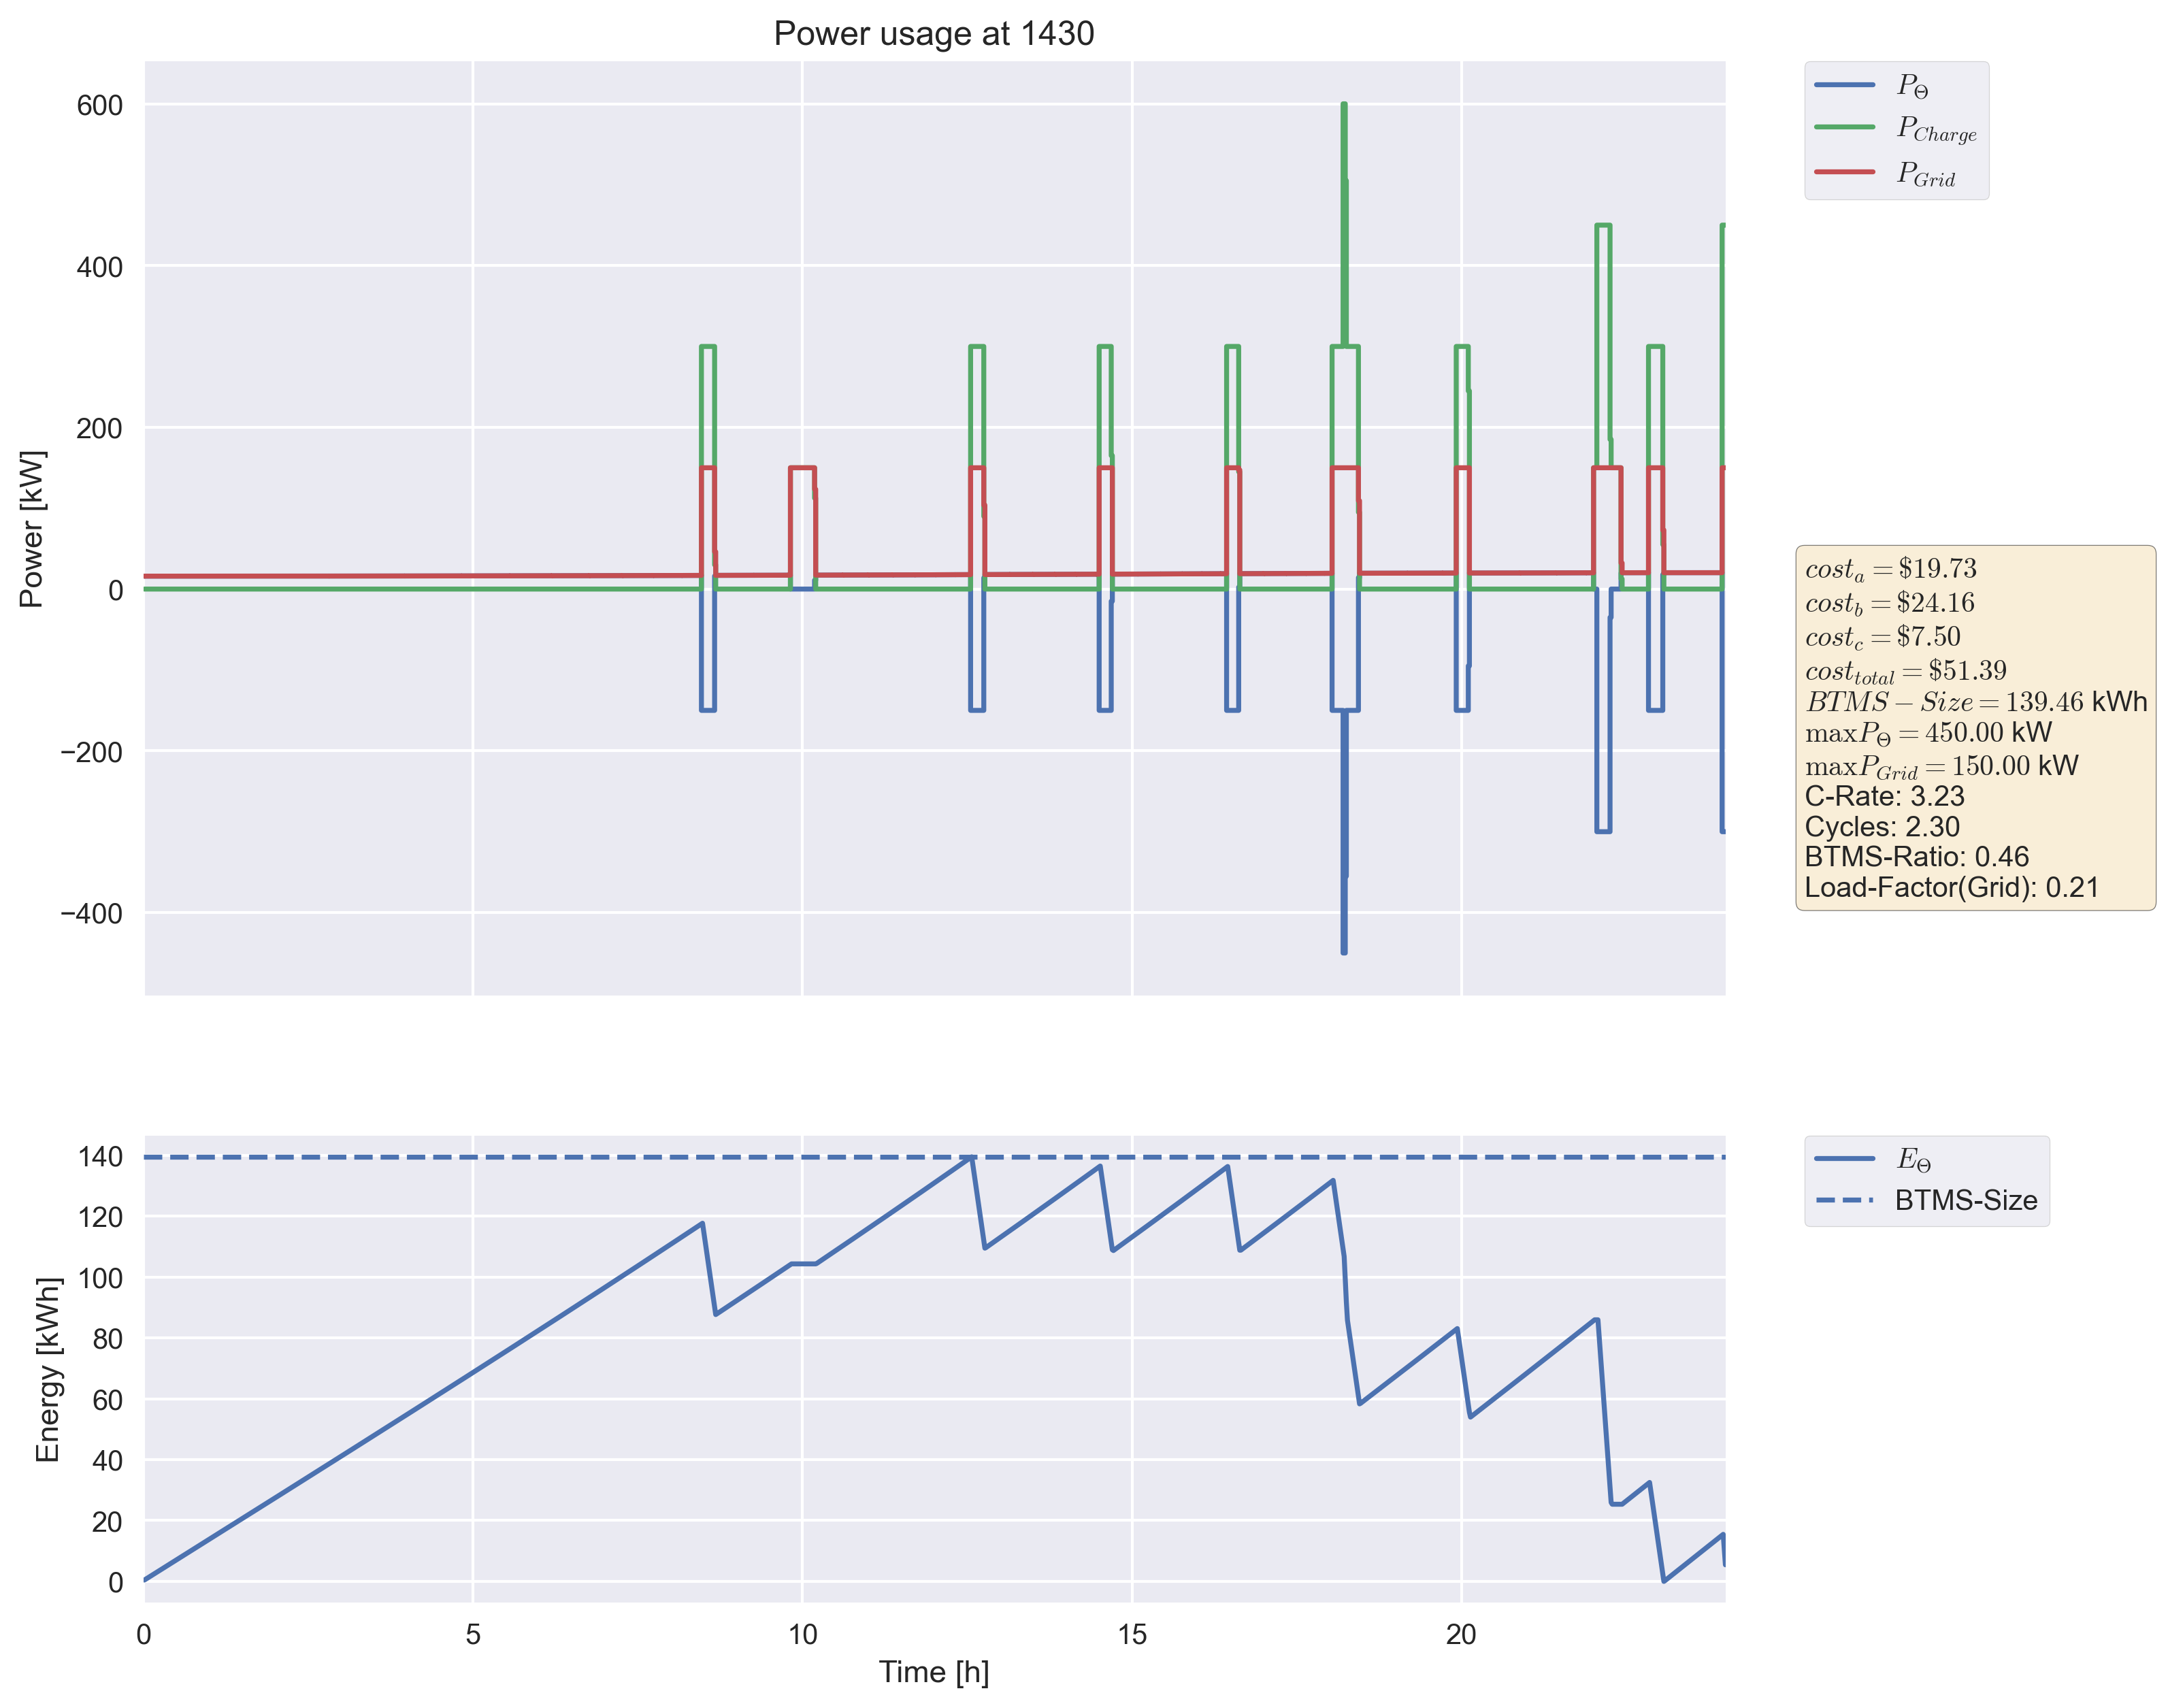 Power usage at 1430
600
400
200
0
−200
−400
Power [kW]
P_Θ
P_Charge
P_Grid
cost_a = $19.73
cost_b = $24.16
cost_c = $7.50
cost_total = $51.39
BTMS − Size = 139.46 kWh
max P_Θ = 450.00 kW
max P_Grid = 150.00 kW
C-Rate: 3.23
Cycles: 2.30
BTMS-Ratio: 0.46
Load-Factor(Grid): 0.21
140
120
100
80
60
40
20
0
Energy [kWh]
E_Θ
BTMS-Size
0 5 10 15 20
Time [h]